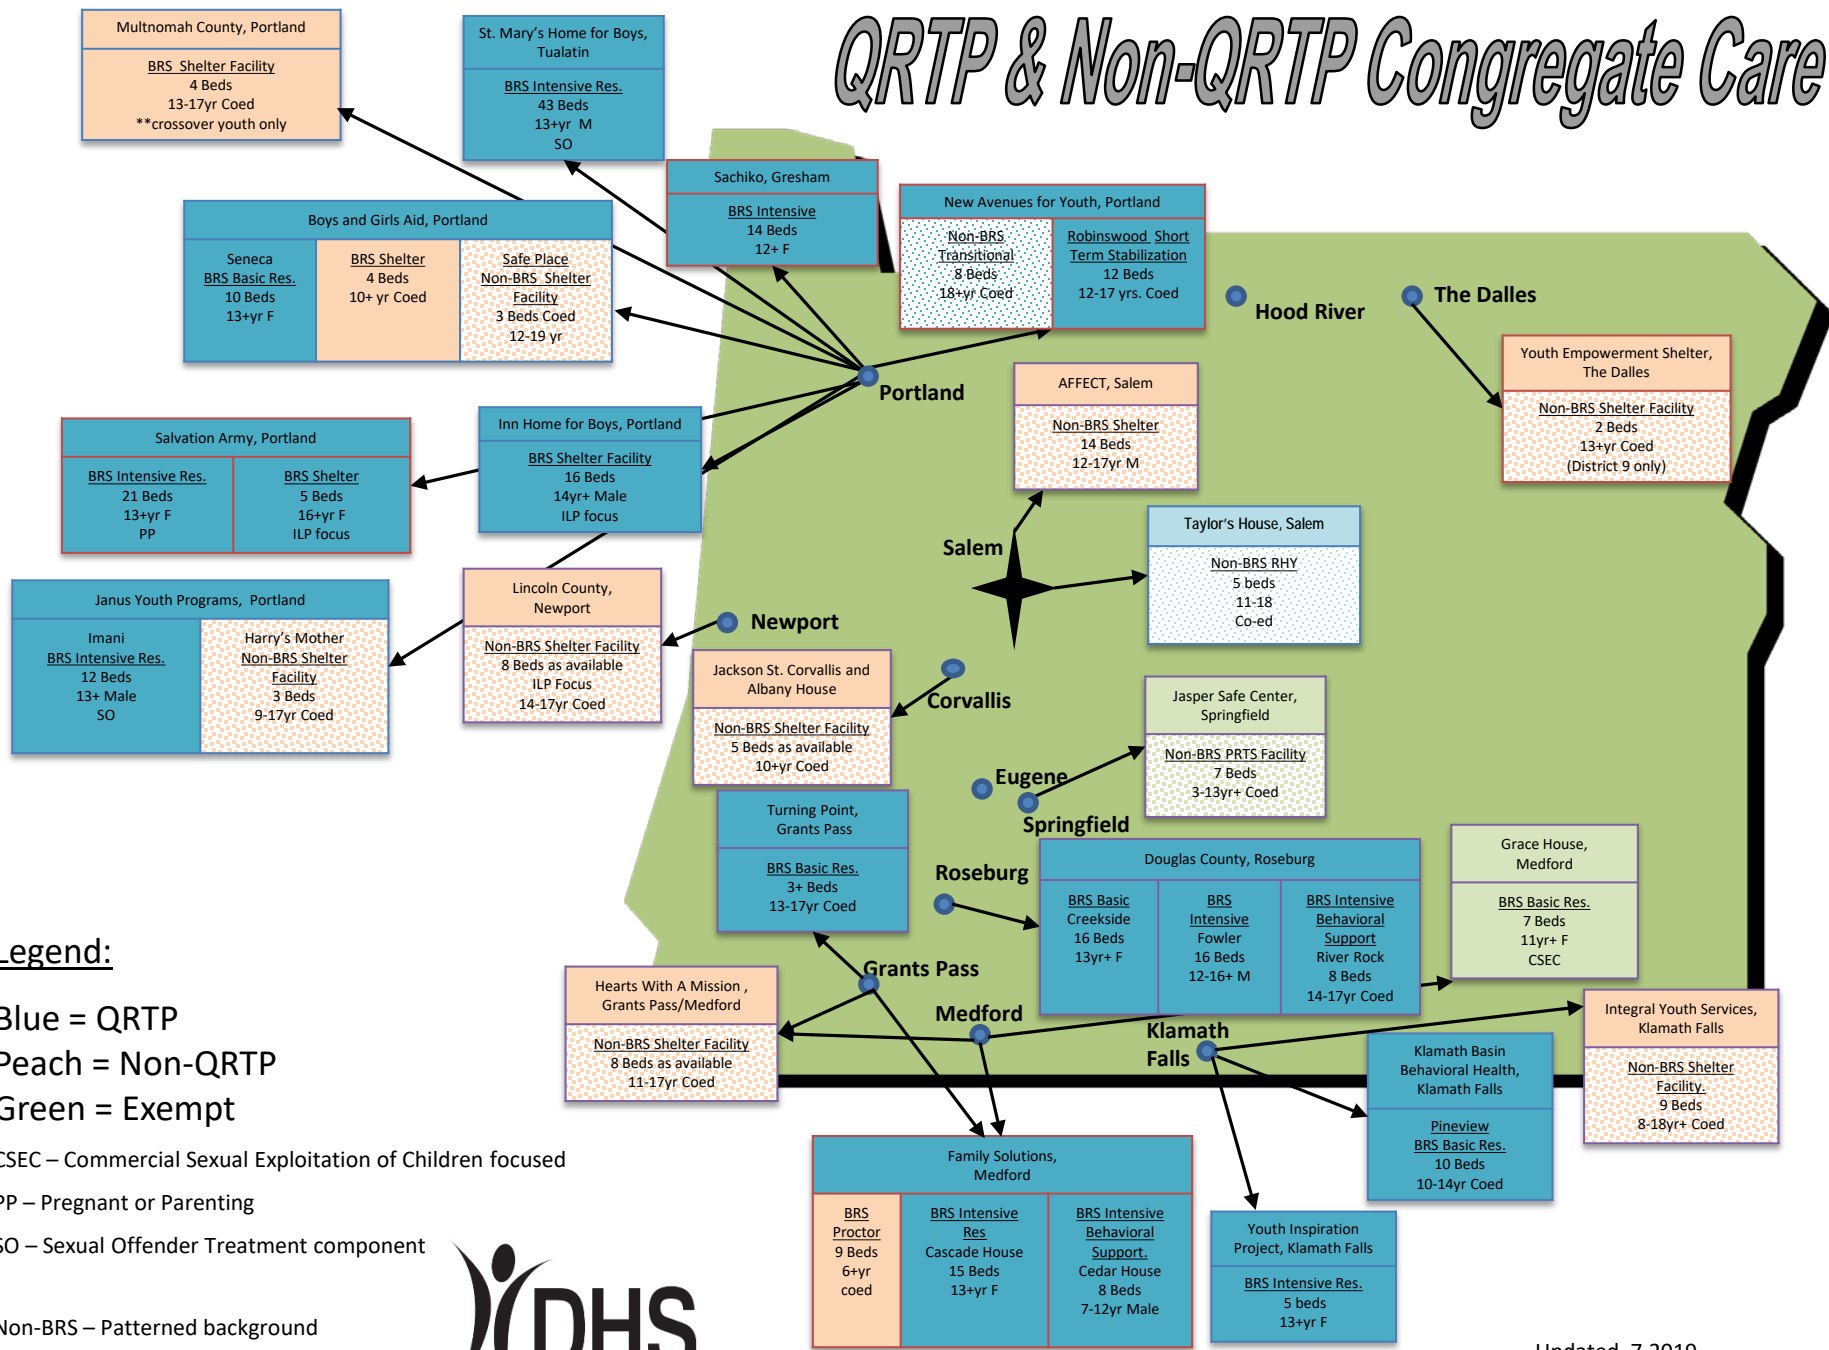 QRTP & Non-QRTP Congregate Care
Multnomah County, Portland
BRS Shelter Facility
4 Beds
13-17yr Coed
**crossover youth only
St. Mary's Home for Boys,
Tualatin
BRS Intensive Res.
43 Beds
13+yr M
SO
Sachiko, Gresham
BRS Intensive
14 Beds
12+ F
New Avenues for Youth, Portland
Non-BRS
Transitional
8 Beds
18+yr Coed
Robinswood Short
Term Stabilization
12 Beds
12-17 yrs. Coed
Boys and Girls Aid, Portland
Seneca
BRS Basic Res.
10 Beds
13+yr F
BRS Shelter
4 Beds
10+ yr Coed
Safe Place
Non-BRS Shelter
Facility
3 Beds Coed
12-19 yr
Hood River
The Dalles
Youth Empowerment Shelter,
The Dalles
Non-BRS Shelter Facility
2 Beds
13+yr Coed
(District 9 only)
Portland
AFFECT, Salem
Non-BRS Shelter
14 Beds
12-17yr M
Salvation Army, Portland
BRS Intensive Res.
21 Beds
13+yr F
PP
BRS Shelter
5 Beds
16+yr F
ILP focus
Inn Home for Boys, Portland
BRS Shelter Facility
16 Beds
14yr+ Male
ILP focus
Salem
Taylor's House, Salem
Non-BRS RHY
5 beds
11-18
Co-ed
Janus Youth Programs, Portland
Imani
BRS Intensive Res.
12 Beds
13+ Male
SO
Harry's Mother
Non-BRS Shelter
Facility
3 Beds
9-17yr Coed
Lincoln County,
Newport
Non-BRS Shelter Facility
8 Beds as available
ILP Focus
14-17yr Coed
Newport
Jackson St. Corvallis and
Albany House
Non-BRS Shelter Facility
5 Beds as available
10+yr Coed
Corvallis
Jasper Safe Center,
Springfield
Non-BRS PRTS Facility
7 Beds
3-13yr+ Coed
Eugene
Springfield
Turning Point,
Grants Pass
BRS Basic Res.
3+ Beds
13-17yr Coed
Roseburg
Douglas County, Roseburg
BRS Basic
Creekside
16 Beds
13yr+ F
BRS
Intensive
Fowler
16 Beds
12-16+ M
BRS Intensive
Behavioral
Support
River Rock
8 Beds
14-17yr Coed
Grace House,
Medford
BRS Basic Res.
7 Beds
11yr+ F
CSEC
Grants Pass
Hearts With A Mission ,
Grants Pass/Medford
Non-BRS Shelter Facility
8 Beds as available
11-17yr Coed
Medford
Klamath
Falls
Integral Youth Services,
Klamath Falls
Non-BRS Shelter
Facility.
9 Beds
8-18yr+ Coed
Klamath Basin
Behavioral Health,
Klamath Falls
Pineview
BRS Basic Res.
10 Beds
10-14yr Coed
Family Solutions,
Medford
BRS
Proctor
9 Beds
6+yr
coed
BRS Intensive
Res
Cascade House
15 Beds
13+yr F
BRS Intensive
Behavioral
Support.
Cedar House
8 Beds
7-12yr Male
Youth Inspiration
Project, Klamath Falls
BRS Intensive Res.
5 beds
13+yr F
Legend:
Blue = QRTP
Peach = Non-QRTP
Green = Exempt
CSEC – Commercial Sexual Exploitation of Children focused
PP – Pregnant or Parenting
SO – Sexual Offender Treatment component
Non-BRS – Patterned background
DHS
Updated 7.2019